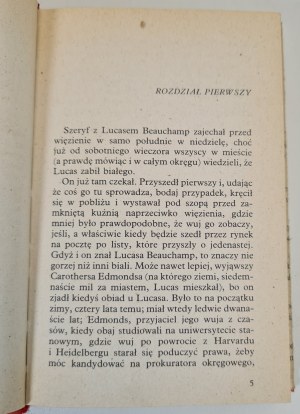 ROZDZIAŁ PIERWSZY
Szeryf z Lucasem Beauchamp zajechał przed
więzienie w samo południe w niedzielę, choć
już od sobotniego wieczora wszyscy w mieście
(a prawdę mówiąc i w całym okręgu) wiedzieli, że
Lucas zabił białego.
On już tam czekał. Przyszedł pierwszy i, udając
że coś go tu sprowadza, bodaj przypadek, kręcił
się w pobliżu i wystawał pod szopą przed za-
mkniętą kuźnią naprzeciwko więzienia, gdzie
mniej było prawdopodobne, że wuj go zobaczy,
jeśli, a właściwie kiedy będzie szedł przez rynek
na pocztę po listy, które przyszły o jedenastej.
Gdyż i on znał Lucasa Beauchampa, to znaczy nie
gorzej niż inni biali. Może nawet lepiej, wyjąwszy
Carothersa Edmondsa (na którego ziemi, siedem-
naście mil za miastem, Lucas mieszkał), bo on
zjadł kiedyś obiad u Lucasa. Było to na początku
zimy, cztery lata temu; miał wtedy ledwie dwana-
ście lat; Edmonds, przyjaciel jego wuja z cza-
sów, kiedy obaj studiowali na uniwersytecie sta-
nowym, gdzie wuj po powrocie z Harvardu
i Heidelbergu starał się poduczyć prawa, żeby
móc kandydować na prokuratora okręgowego,
5